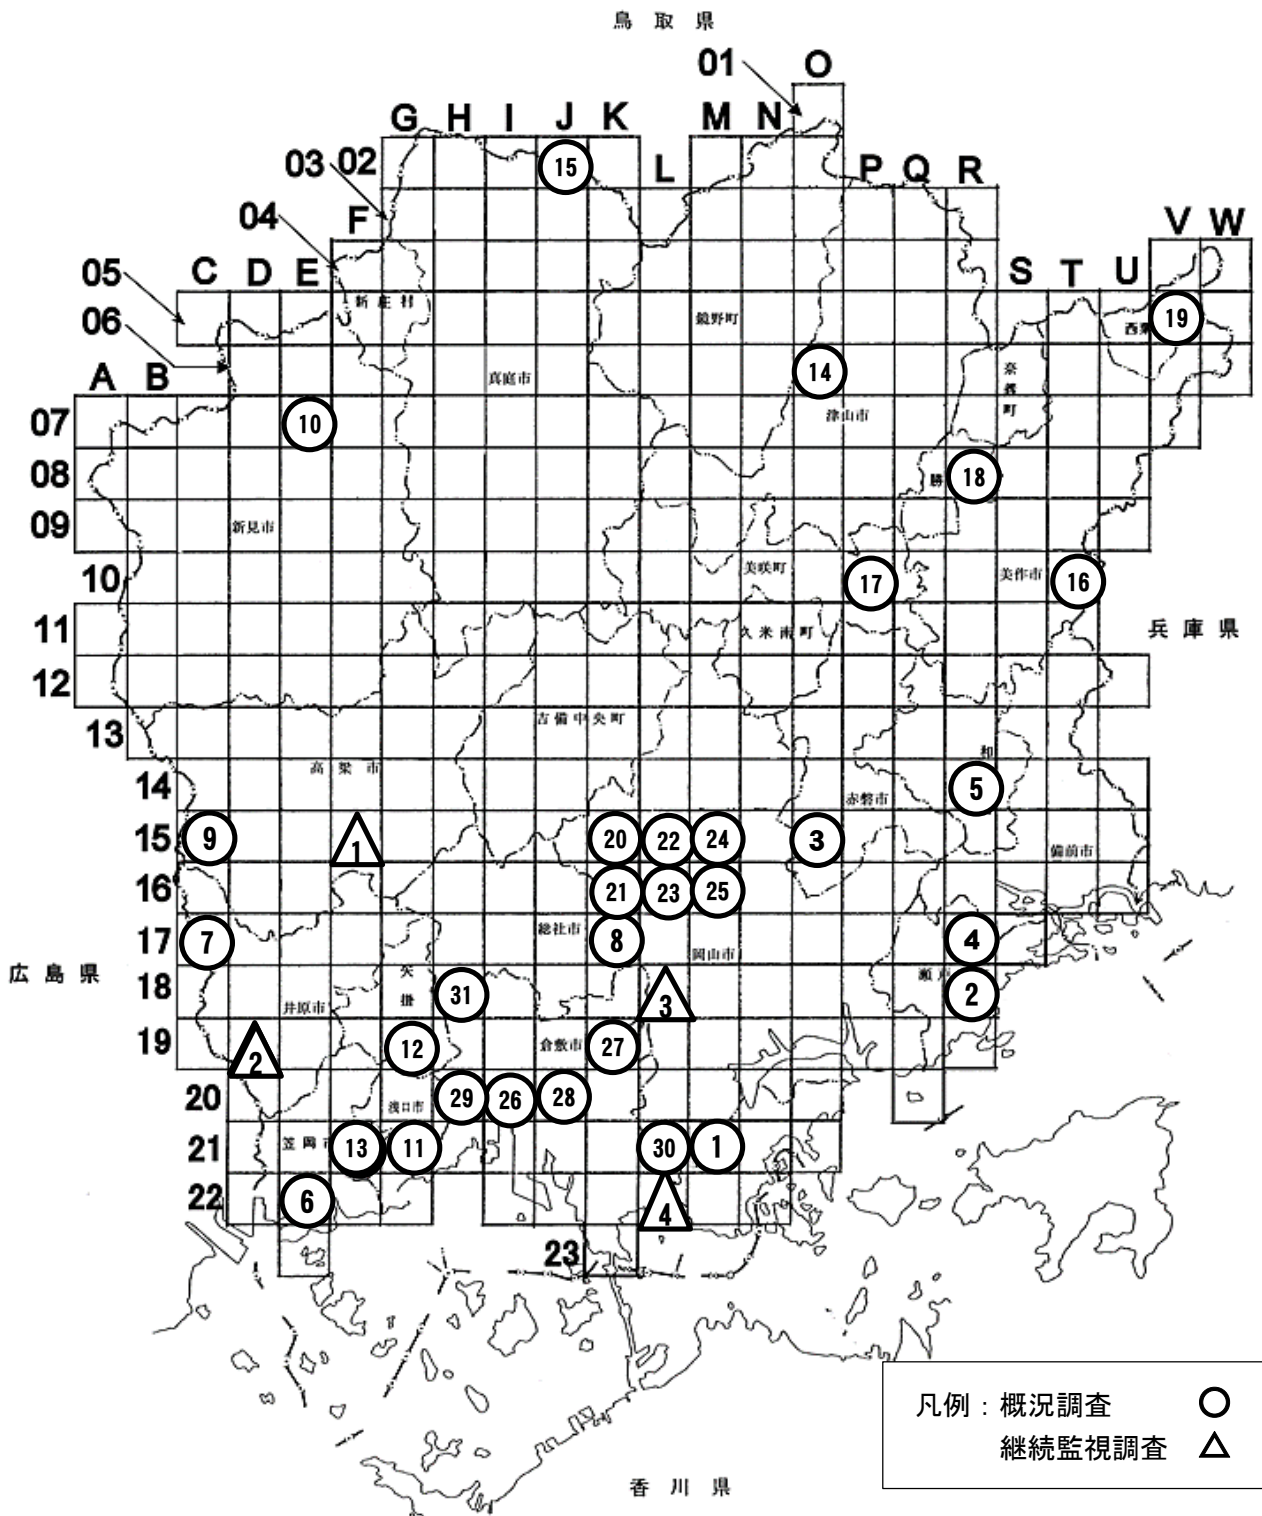 鳥取県
01
O
G H I J K M N
03 02
15
L
P Q R
F
04
V W
05
C D E
S T U
新庄村
鏡野町
西粟
19
06
A B
真庭市
14
奈義町
津山市
07
10
08
勝
18
09
新見市
10
美咲町
17
美作市
16
11
久米南町
兵庫県
12
13
吉備中央町
和
高梁市
14
赤磐市
5
15
9
1
20
22
24
3
備前市
16
21
23
25
17
7
総社市
8
岡山市
4
広島県
18
井原市
矢掛
31
3
瀬戸
2
19
2
12
倉敷市
27
20
浅口市
29
26
28
21
笠岡市
13
11
30
1
22
6
4
23
凡例：概況調査 ○
継続監視調査 △
香川県